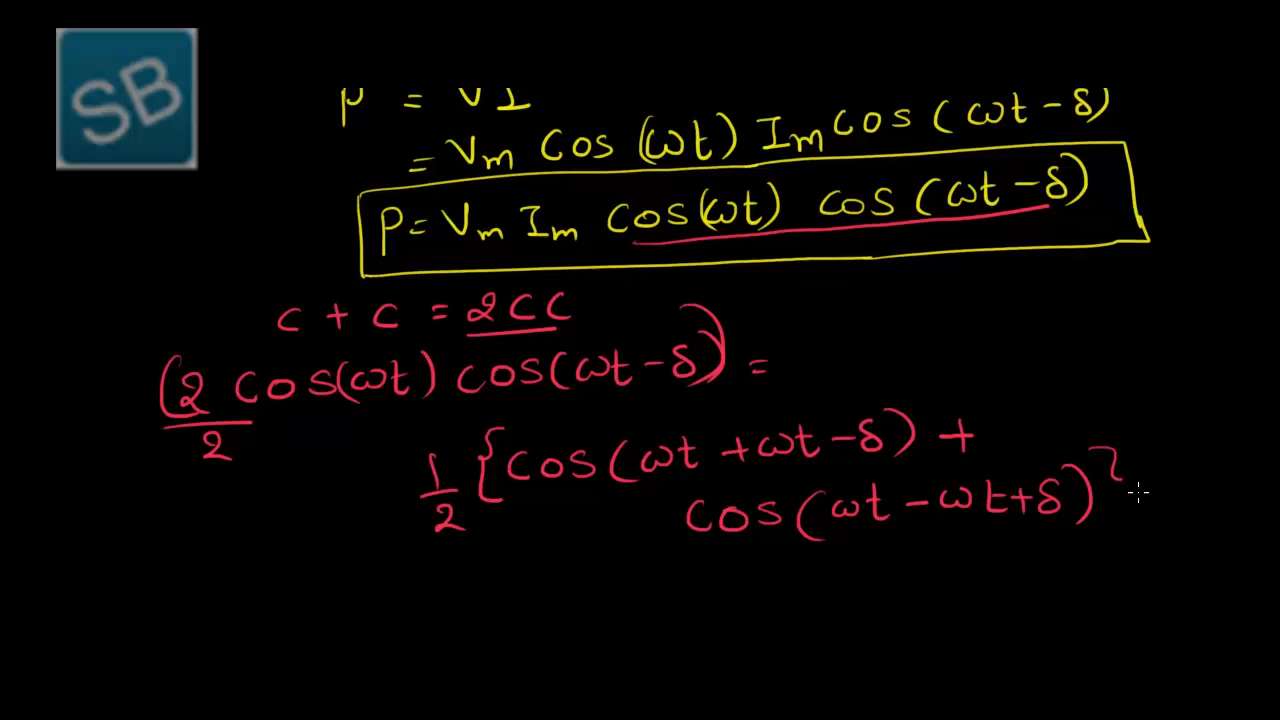 SB
P = VI
= Vm Cos (ωt) Im cos (ωt - δ)
P = Vm Im cos(ωt) cos (ωt - δ)
C + C = 2CC
(2 cos(ωt) cos(ωt - δ)) =
2
1/2 {cos(ωt + ωt - δ) +
cos (ωt - ωt + δ)}